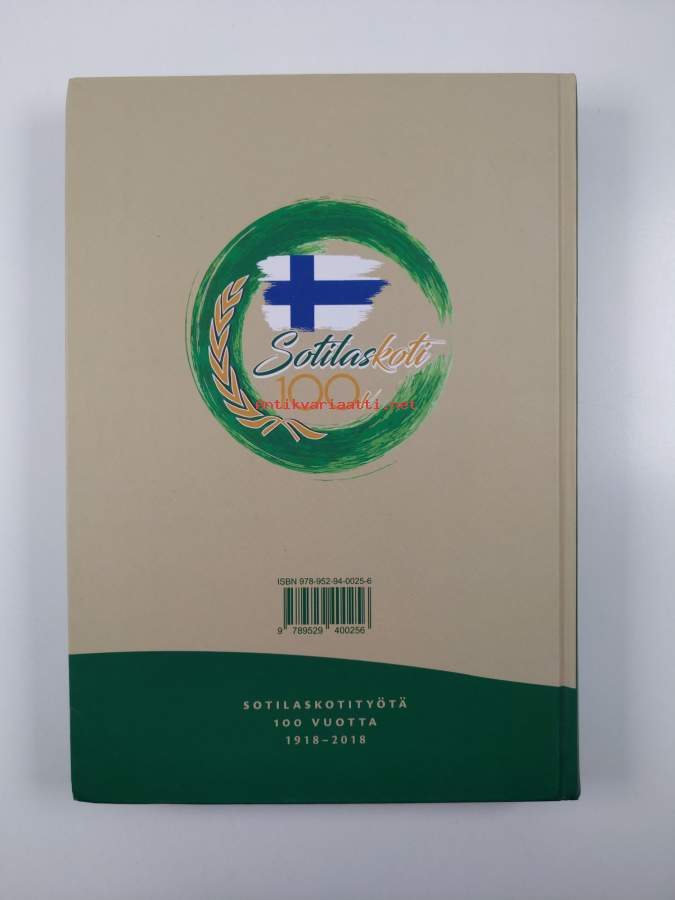 Sotilaskoti
100 v
Antikvariaatti.net
ISBN 978-952-94-0025-6
9 789529 400256
SOTILASKOTITYÖTÄ
100 VUOTTA
1918–2018